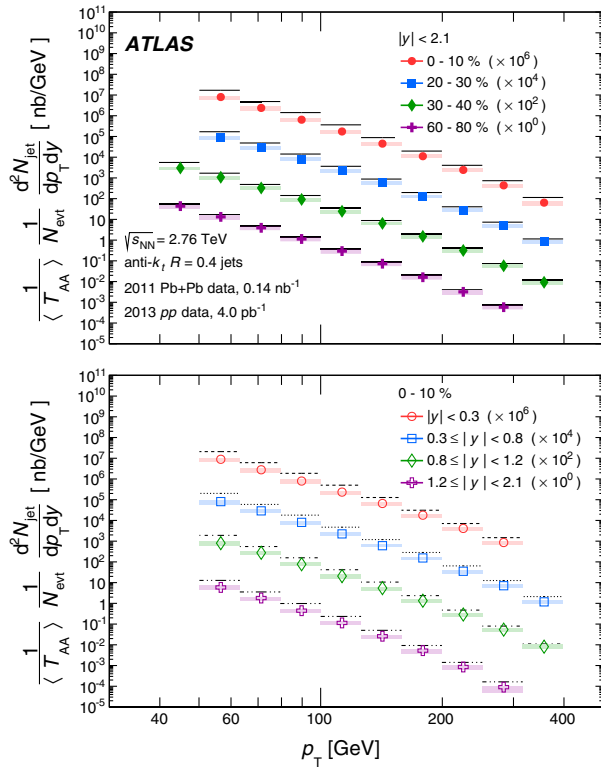 ATLAS
|y| < 2.1
0 - 10 % (× 10⁶)
20 - 30 % (× 10⁴)
30 - 40 % (× 10²)
60 - 80 % (× 10⁰)
1/⟨T_AA⟩ 1/N_evt d²N_jet/dp_T dy [ nb/GeV ]
10¹¹
10¹⁰
10⁹
10⁸
10⁷
10⁶
10⁵
10⁴
10³
10²
10
1
10⁻¹
10⁻²
10⁻³
10⁻⁴
10⁻⁵
√s_NN = 2.76 TeV
anti-k_t R = 0.4 jets
2011 Pb+Pb data, 0.14 nb⁻¹
2013 pp data, 4.0 pb⁻¹
0 - 10 %
|y| < 0.3 (× 10⁶)
0.3 ≤ | y | < 0.8 (× 10⁴)
0.8 ≤ | y | < 1.2 (× 10²)
1.2 ≤ | y | < 2.1 (× 10⁰)
1/⟨T_AA⟩ 1/N_evt d²N_jet/dp_T dy [ nb/GeV ]
10¹¹
10¹⁰
10⁹
10⁸
10⁷
10⁶
10⁵
10⁴
10³
10²
10
1
10⁻¹
10⁻²
10⁻³
10⁻⁴
10⁻⁵
40 60 100 200 400
p_T [GeV]